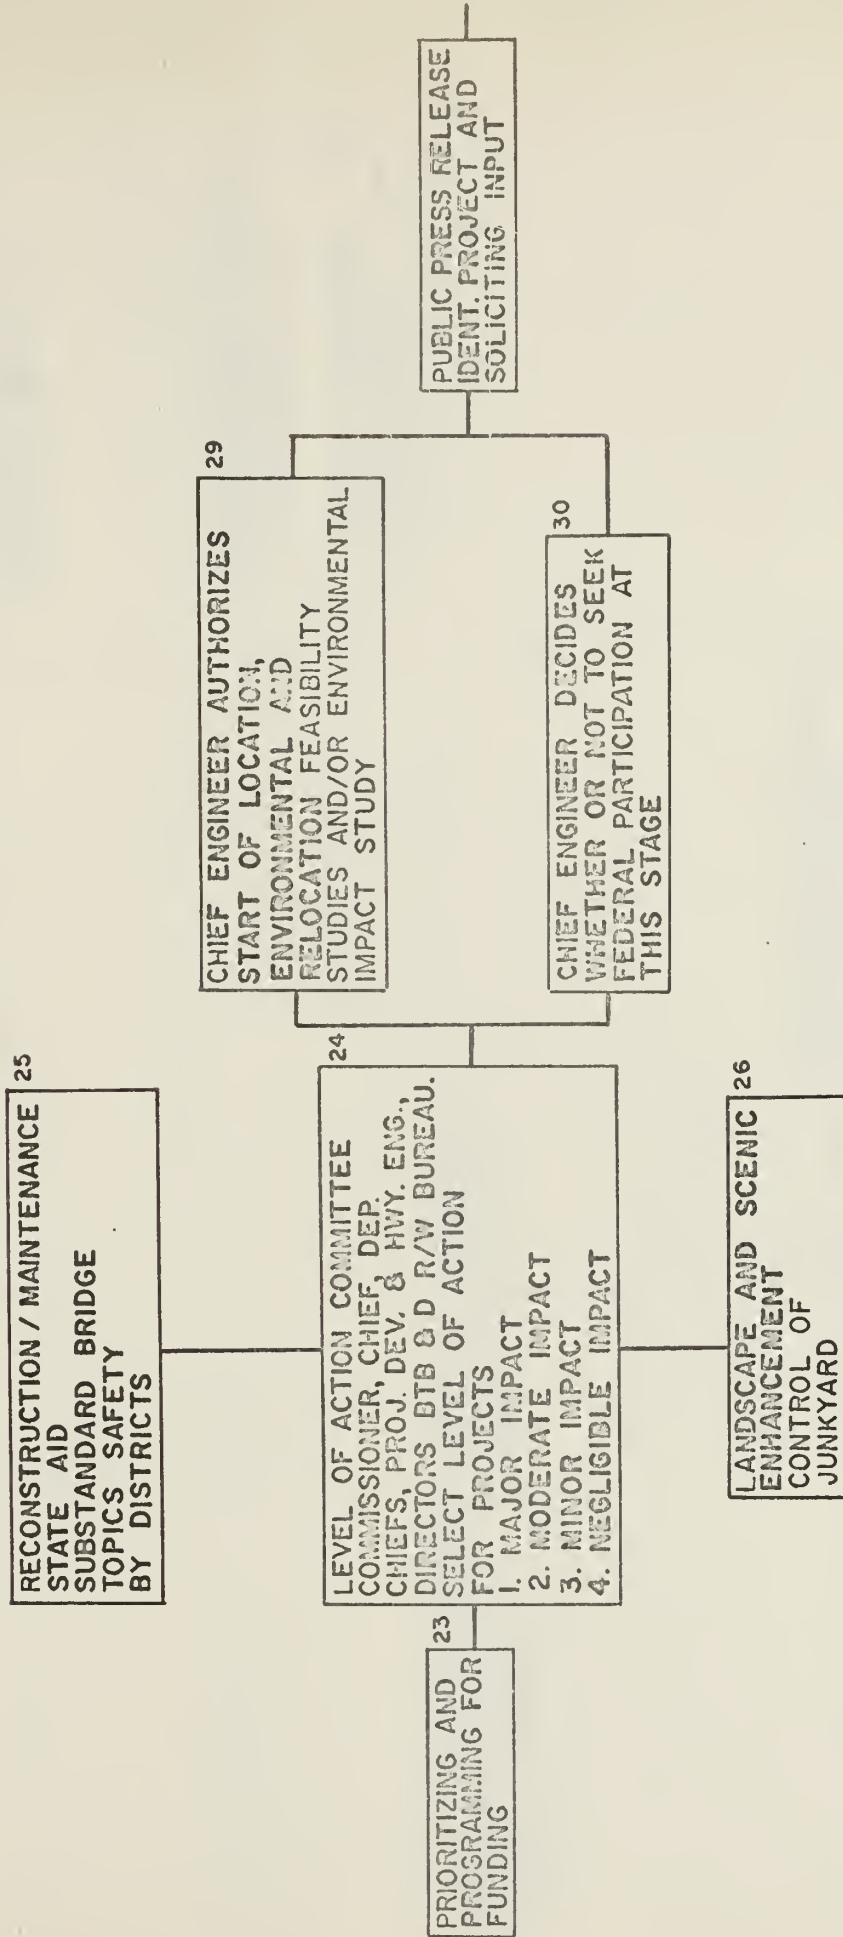 RECONSTRUCTION / MAINTENANCE
STATE AID
SUBSTANDARD BRIDGE
TOPICS SAFETY
BY DISTRICTS
25
PRIORITIZING AND
PROGRAMMING FOR
FUNDING
23
LEVEL OF ACTION COMMITTEE
COMMISSIONER, CHIEF, DEP.
CHIEFS, PROJ. DEV. & HWY. ENG.,
DIRECTORS BTB & D R/W BUREAU.
SELECT LEVEL OF ACTION
FOR PROJECTS
1. MAJOR IMPACT
2. MODERATE IMPACT
3. MINOR IMPACT
4. NEGLIGIBLE IMPACT
24
LANDSCAPE AND SCENIC
ENHANCEMENT
CONTROL OF
JUNKYARD
26
CHIEF ENGINEER AUTHORIZES
START OF LOCATION,
ENVIRONMENTAL AND
RELOCATION FEASIBILITY
STUDIES AND/OR ENVIRONMENTAL
IMPACT STUDY
29
CHIEF ENGINEER DECIDES
WHETHER OR NOT TO SEEK
FEDERAL PARTICIPATION AT
THIS STAGE
30
PUBLIC PRESS RELEASE
IDENT. PROJECT AND
SOLICITING INPUT